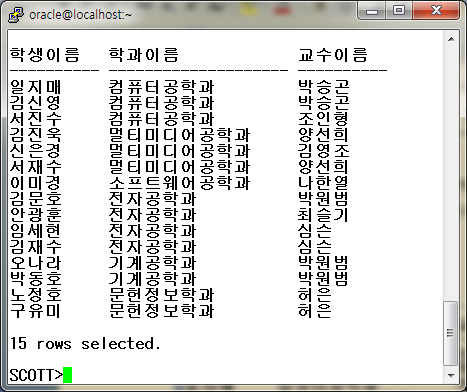 oracle@localhost:~
학생이름 학과이름 교수이름
---------- -------------------- ----------
일지매 컴퓨터공학과 박승곤
김신영 컴퓨터공학과 박승곤
서진수 컴퓨터공학과 조인형
김진욱 멀티미디어공학과 양선희
신은경 멀티미디어공학과 김영조
서재수 멀티미디어공학과 양선희
이미경 소프트웨어공학과 나한열
김문호 전자공학과 박원범
안광훈 전자공학과 최슬기
임세현 전자공학과 심슨
김재수 전자공학과 심슨
오나라 기계공학과 박원범
박동호 기계공학과 박원범
노정호 문헌정보학과 허은
구유미 문헌정보학과 허은
15 rows selected.
SCOTT>